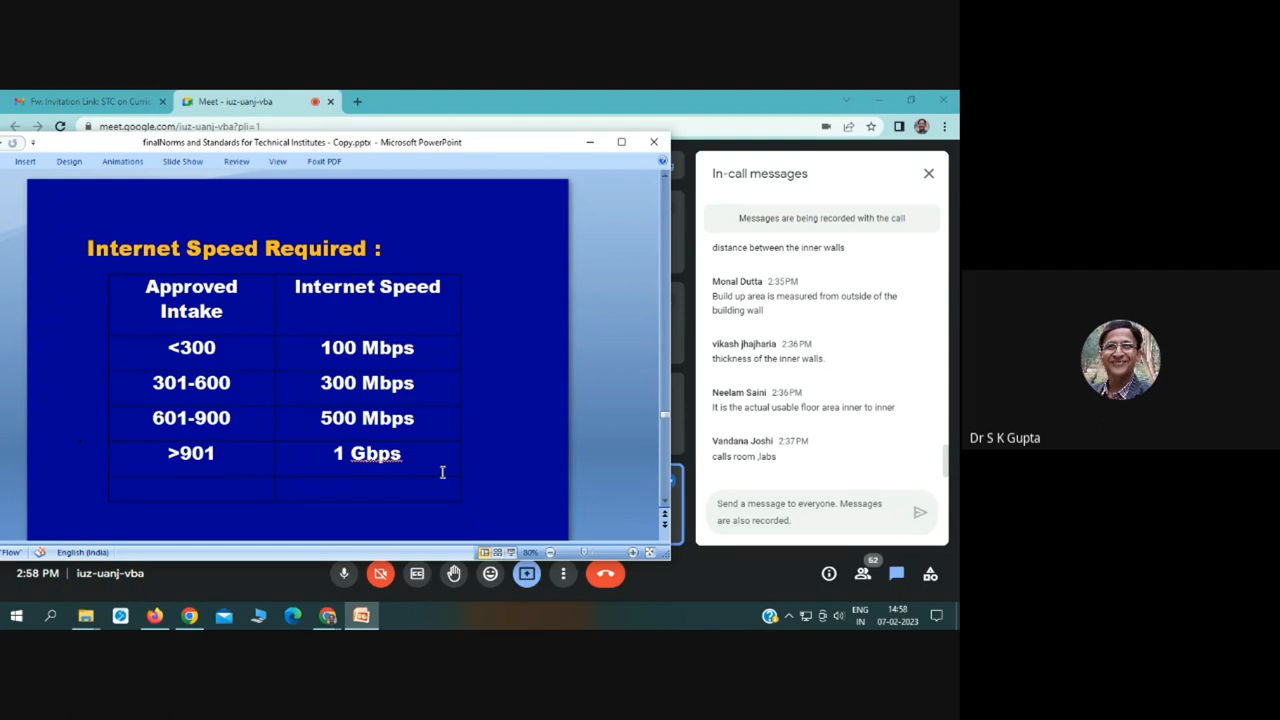 Fw: Invitation Link: STC on Curric
Meet - iuz-uanj-vba
meet.google.com/iuz-uanj-vba?pli=1
finalNorms and Standards for Technical Institutes - Copy.pptx - Microsoft PowerPoint
Insert Design Animations Slide Show Review View Foxit PDF
Internet Speed Required :
Approved Internet Speed
Intake
<300 100 Mbps
301-600 300 Mbps
601-900 500 Mbps
>901 1 Gbps
"Flow" English (India) 80%
In-call messages
Messages are being recorded with the call
distance between the inner walls
Monal Dutta 2:35PM
Build up area is measured from outside of the
building wall
vikash jhajharia 2:36PM
thickness of the inner walls.
Neelam Saini 2:36PM
It is the actual usable floor area inner to inner
Vandana Joshi 2:37PM
calls room ,labs
Send a message to everyone. Messages
are also recorded.
2:58 PM | iuz-uanj-vba
52
ENG 14:58
IN 07-02-2023
Dr S K Gupta